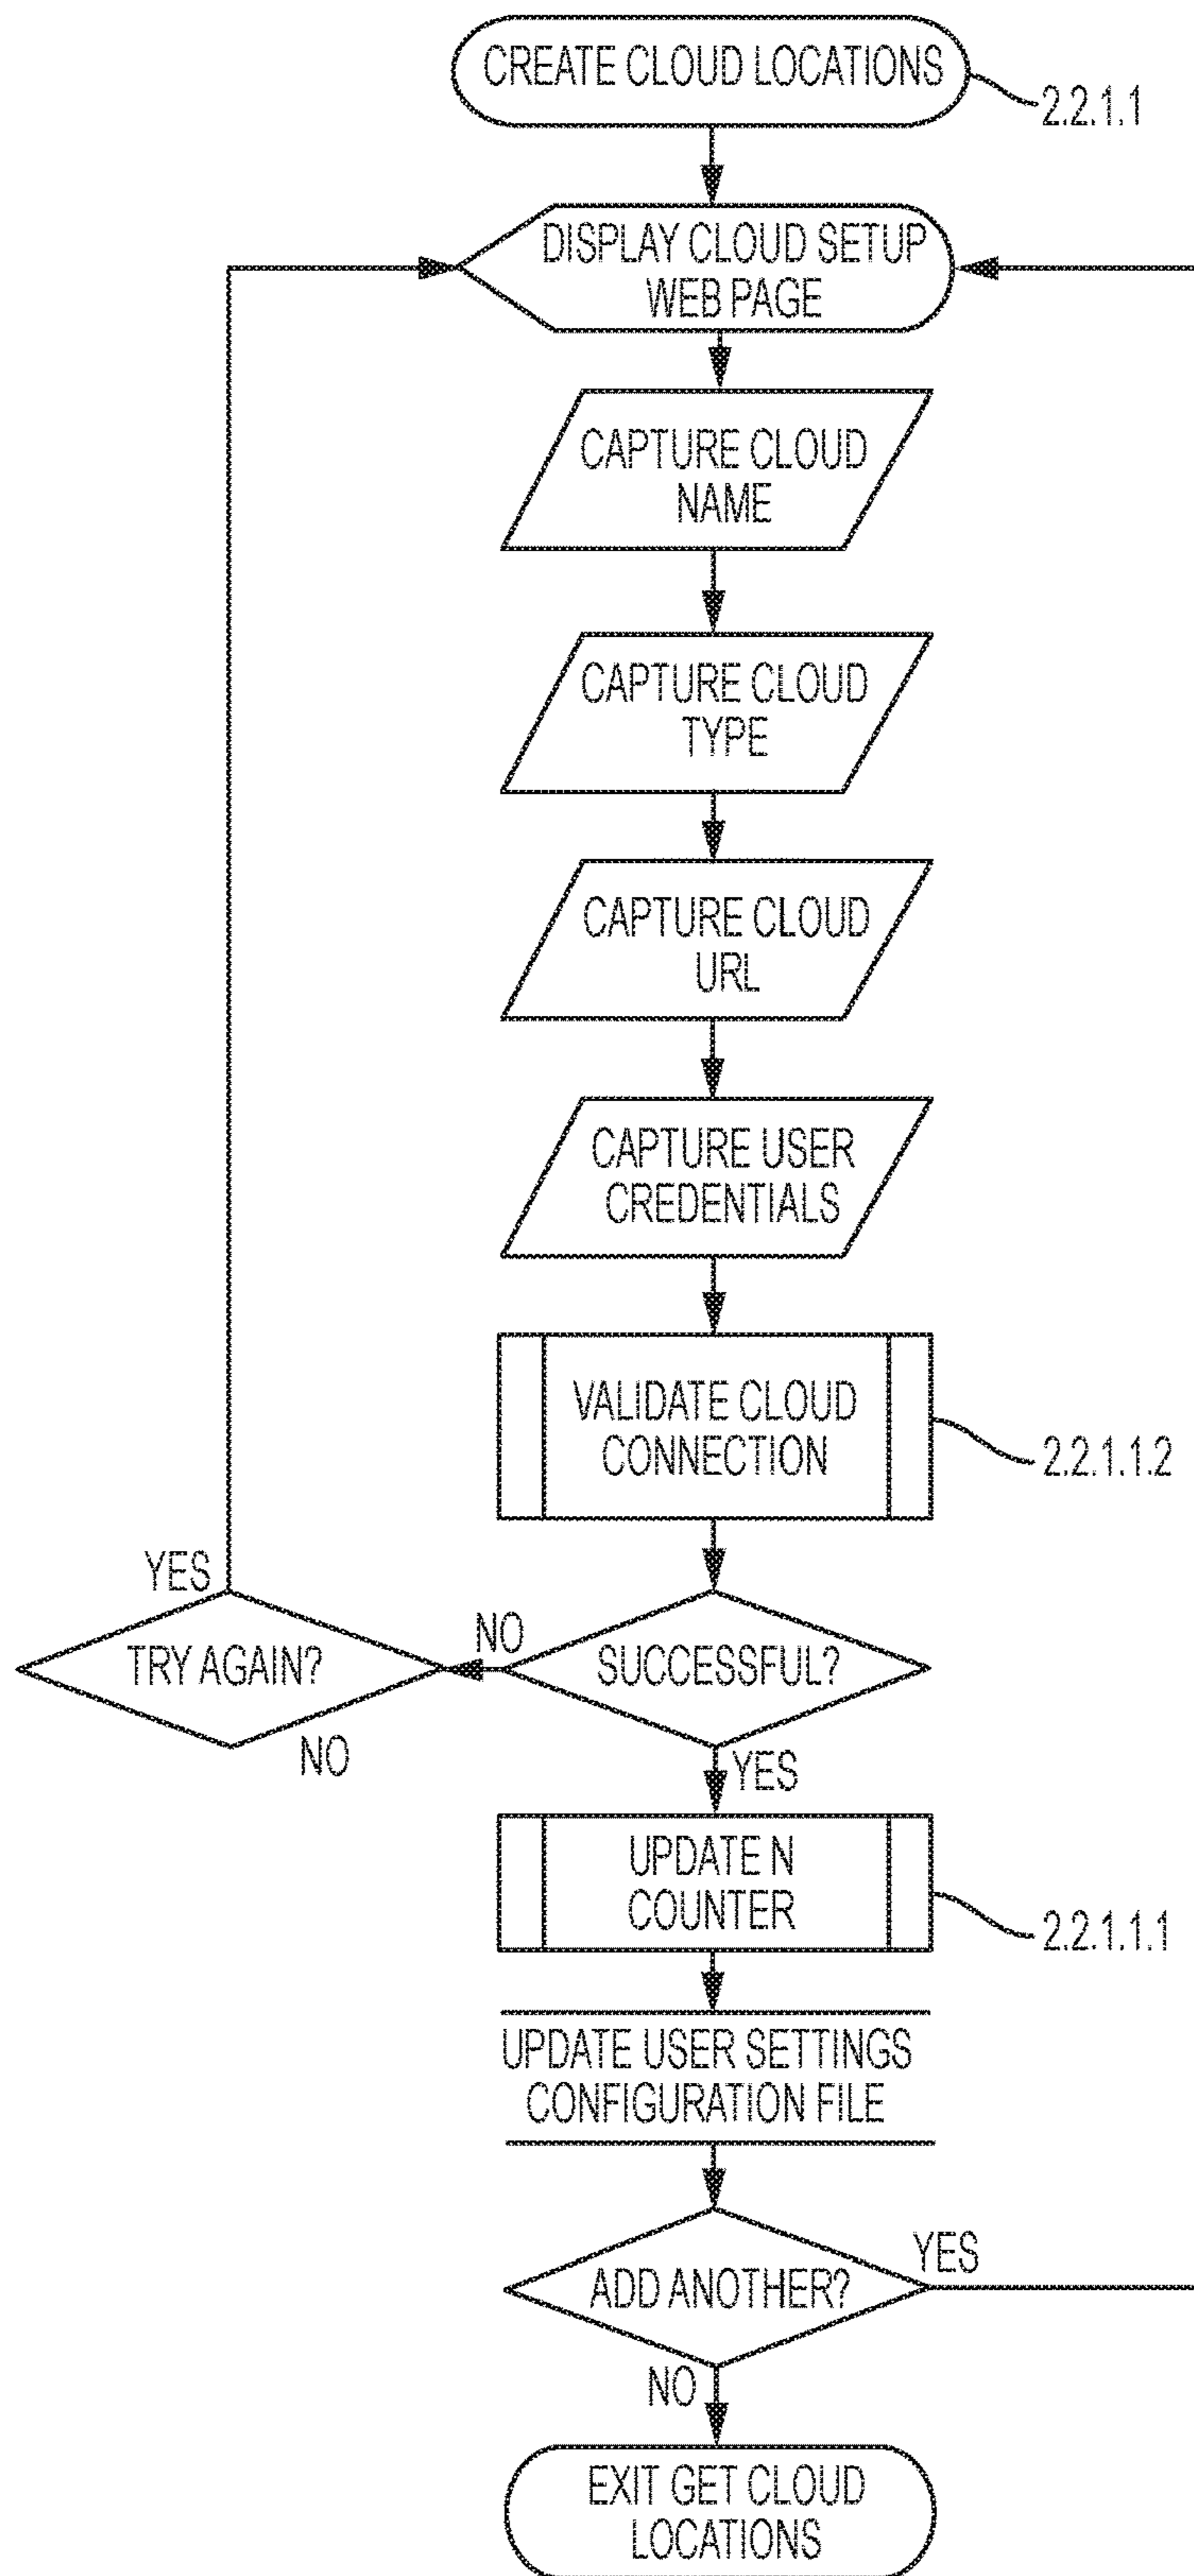 CREATE CLOUD LOCATIONS
2.2.1.1
DISPLAY CLOUD SETUP
WEB PAGE
CAPTURE CLOUD
NAME
CAPTURE CLOUD
TYPE
CAPTURE CLOUD
URL
CAPTURE USER
CREDENTIALS
VALIDATE CLOUD
CONNECTION
2.2.1.1.2
YES
TRY AGAIN?
NO
NO
SUCCESSFUL?
YES
UPDATE N
COUNTER
2.2.1.1.1
UPDATE USER SETTINGS
CONFIGURATION FILE
ADD ANOTHER?
YES
NO
EXIT GET CLOUD
LOCATIONS